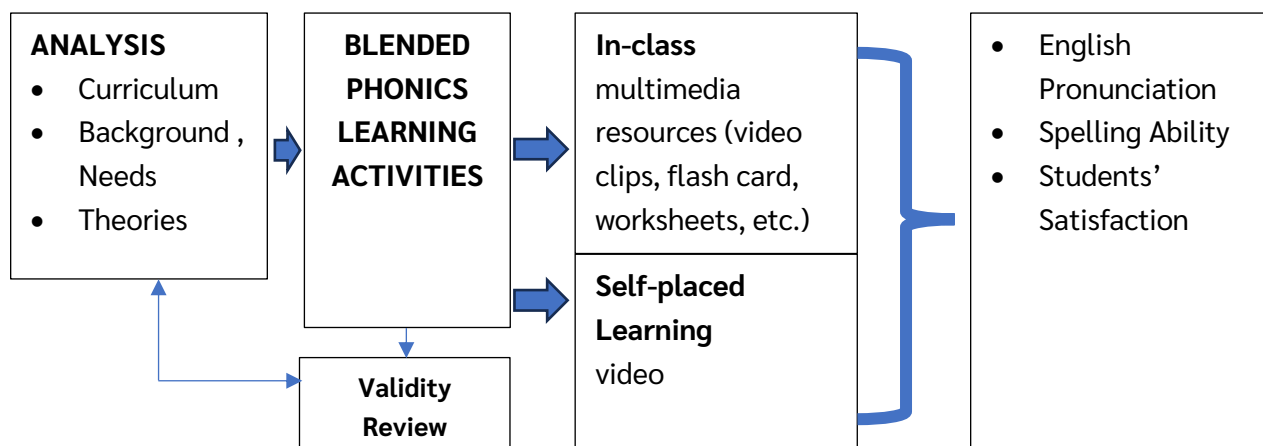 ANALYSIS
• Curriculum
• Background ,
Needs
• Theories
BLENDED
PHONICS
LEARNING
ACTIVITIES
Validity
Review
In-class
multimedia
resources (video
clips, flash card,
worksheets, etc.)
Self-placed
Learning
video
• English
Pronunciation
• Spelling Ability
• Students’
Satisfaction